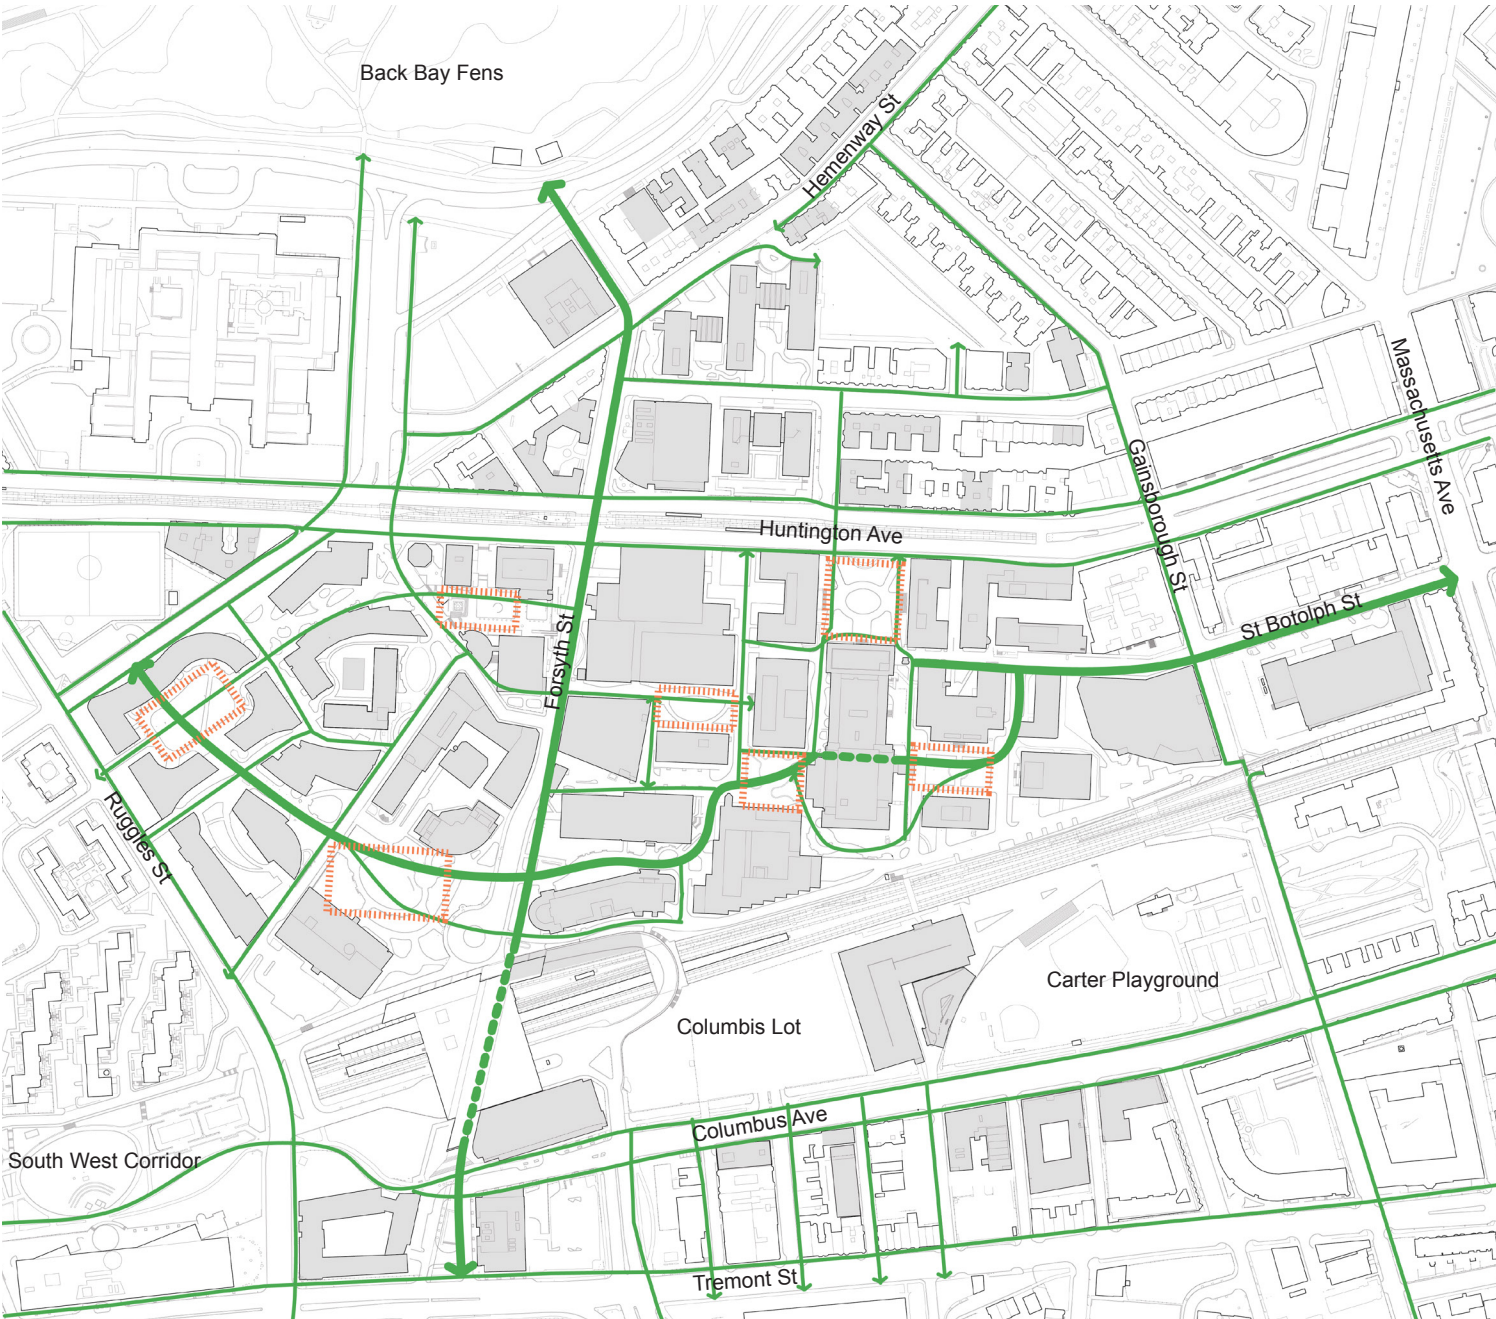 Back Bay Fens
Hemenway St
Massachusetts Ave
Gainsborough St
Huntington Ave
St Botolph St
Forsyth St
Ruggles St
Carter Playground
Columbis Lot
Columbus Ave
South West Corridor
Tremont St